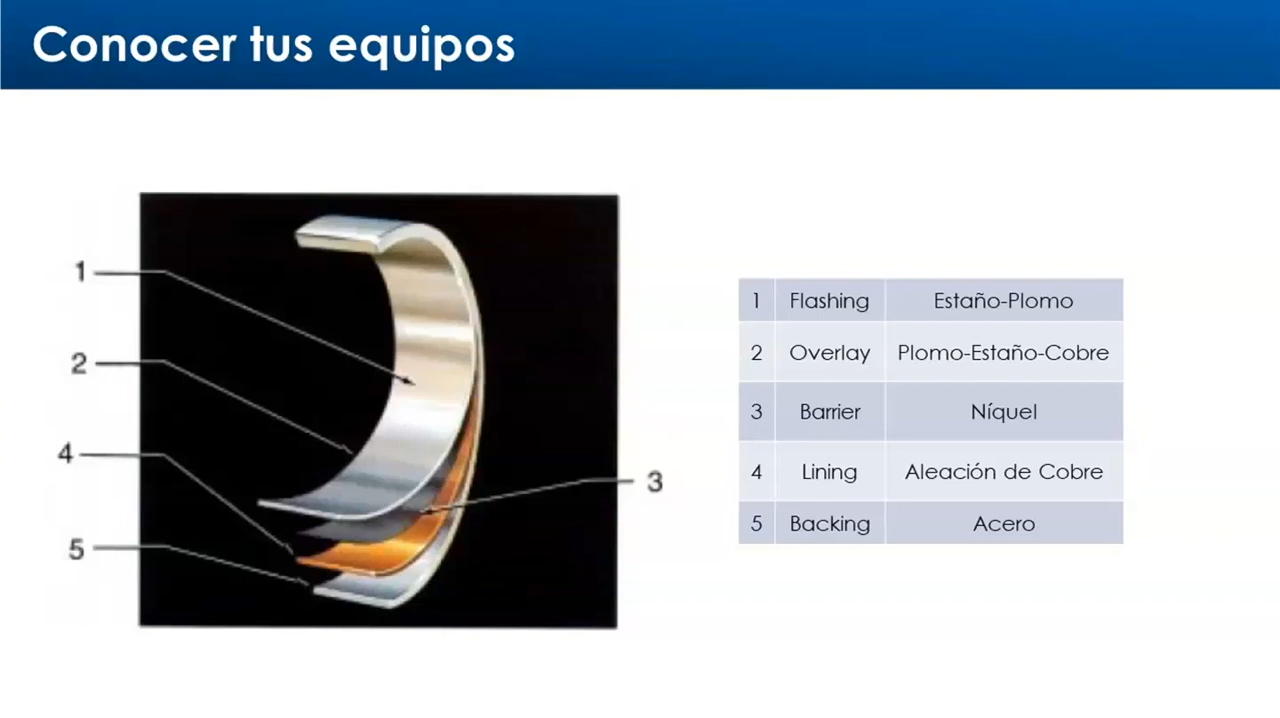 Conocer tus equipos
1
2
4
5
3
1 Flashing Estaño-Plomo
2 Overlay Plomo-Estaño-Cobre
3 Barrier Níquel
4 Lining Aleación de Cobre
5 Backing Acero